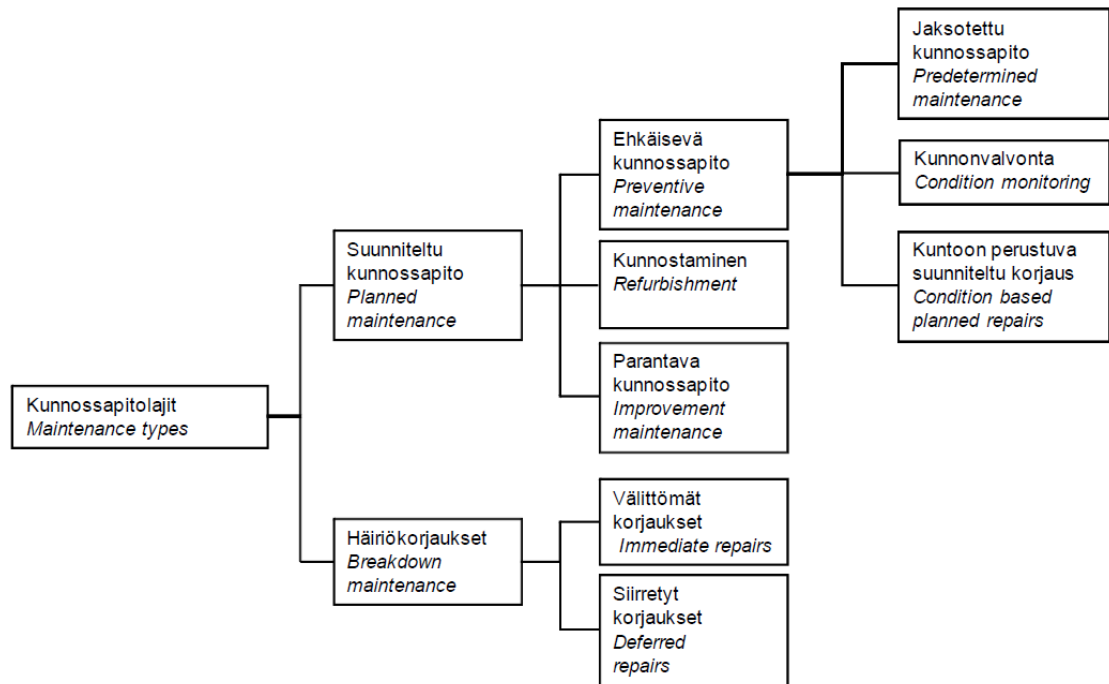 Kunnossapitolajit
Maintenance types
Suunniteltu
kunnossapito
Planned
maintenance
Häiriökorjaukset
Breakdown
maintenance
Ehkäisevä
kunnossapito
Preventive
maintenance
Kunnostaminen
Refurbishment
Parantava
kunnossapito
Improvement
maintenance
Välittömät
korjaukset
Immediate repairs
Siirretyt
korjaukset
Deferred
repairs
Jaksotettu
kunnossapito
Predetermined
maintenance
Kunnonvalvonta
Condition monitoring
Kuntoon perustuva
suunniteltu korjaus
Condition based
planned repairs